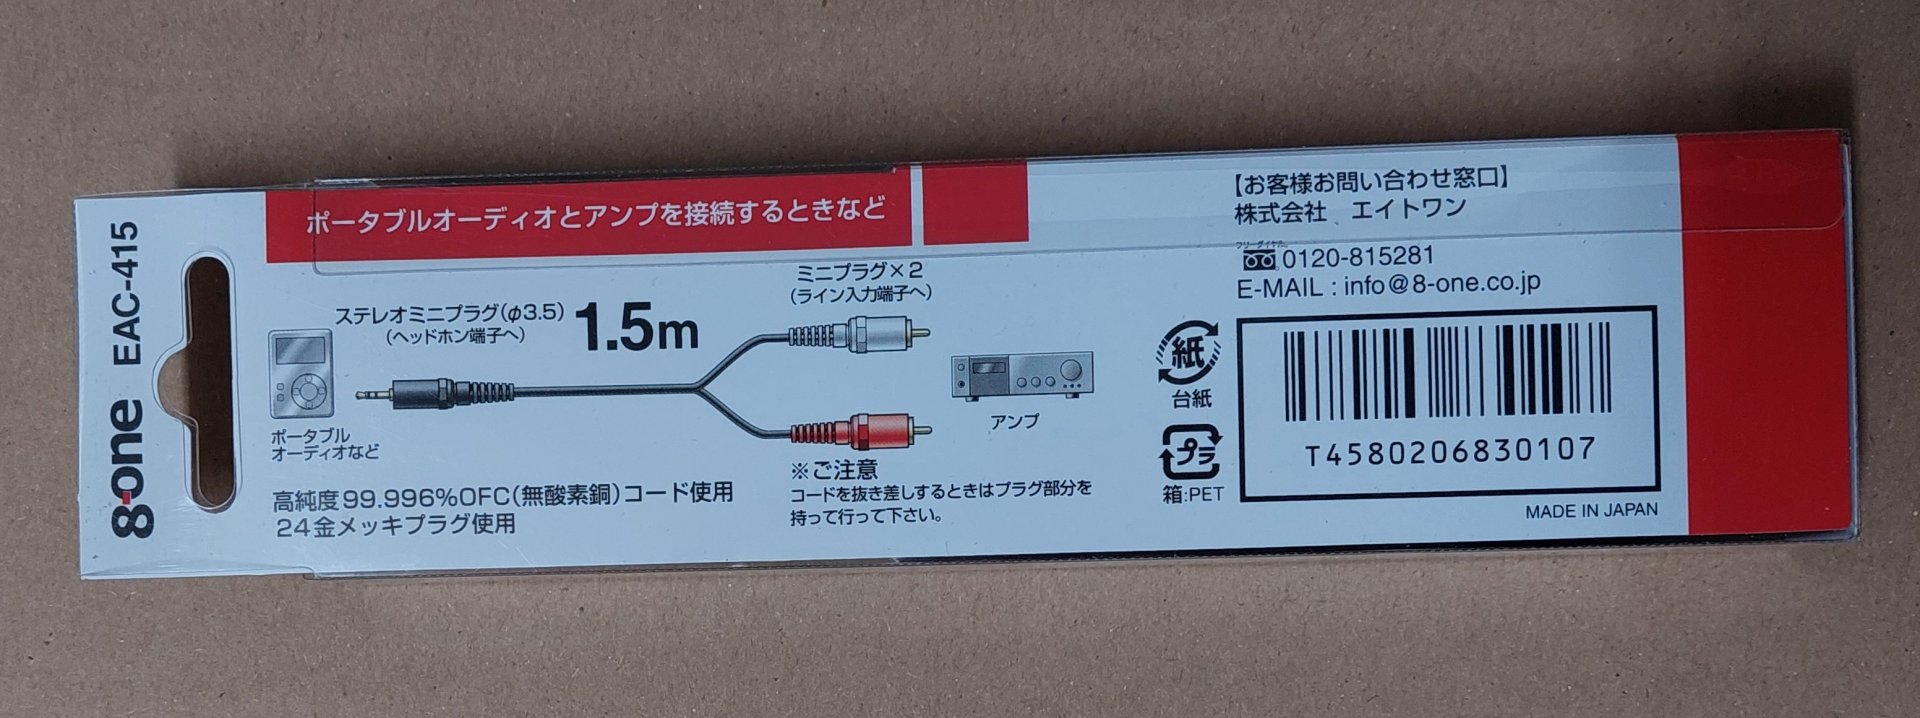 8-one EAC-415
ポータブルオーディオとアンプを接続するときなど
ステレオミニプラグ(φ3.5)
(ヘッドホン端子へ)
1.5m
ミニプラグ×2
(ライン入力端子へ)
ポータブル
オーディオなど
アンプ
※ご注意
コードを抜き差しするときはプラグ部分を
持って行って下さい。
高純度99.996%OFC(無酸素銅)コード使用
24金メッキプラグ使用
【お客様お問い合わせ窓口】
株式会社 エイトワン
フリーダイヤル
0120-815281
E-MAIL : info@8-one.co.jp
紙
台紙
プラ
箱:PET
T4580206830107
MADE IN JAPAN